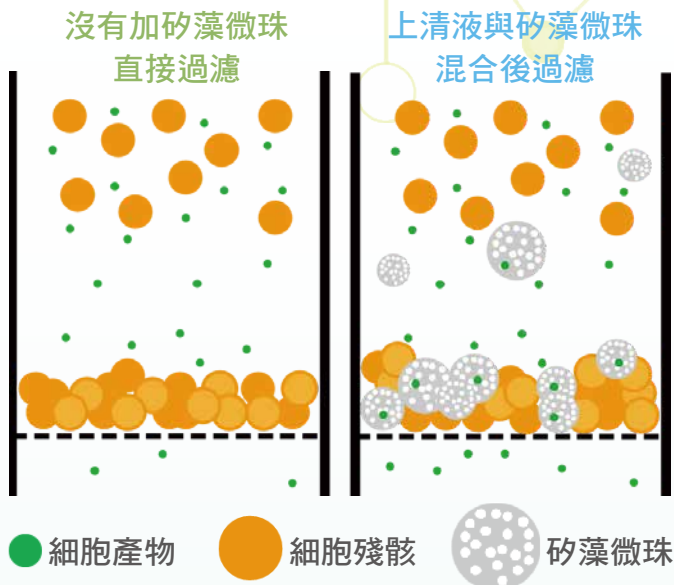 沒有加矽藻微珠
直接過濾
上清液與矽藻微珠
混合後過濾
細胞產物
細胞殘骸
矽藻微珠